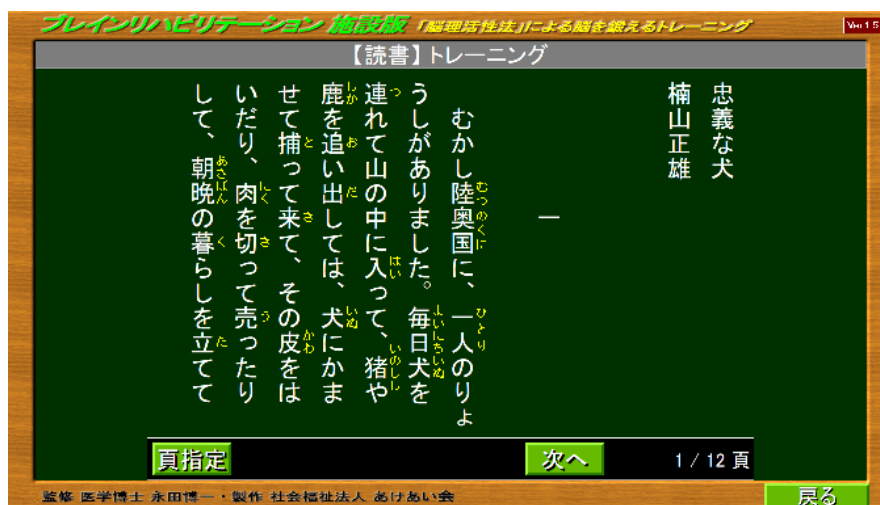 ブレインリハビリテーション 施設版 「脳理活性法」による脳を鍛えるトレーニング
Ver 1 5
【読書】トレーニング
忠義な犬
楠山正雄
一
むかし陸奥国に、一人のりょ
うしがありました。毎日犬を
連れて山の中に入って、猪や
鹿を追い出しては、犬にかま
せて捕って来て、その皮をは
いだり、肉を切って売ったり
して、朝晩の暮らしを立てて
頁指定
次へ
1 / 12 頁
監修 医学博士 永田博一・製作 社会福祉法人 あけあい会
戻る